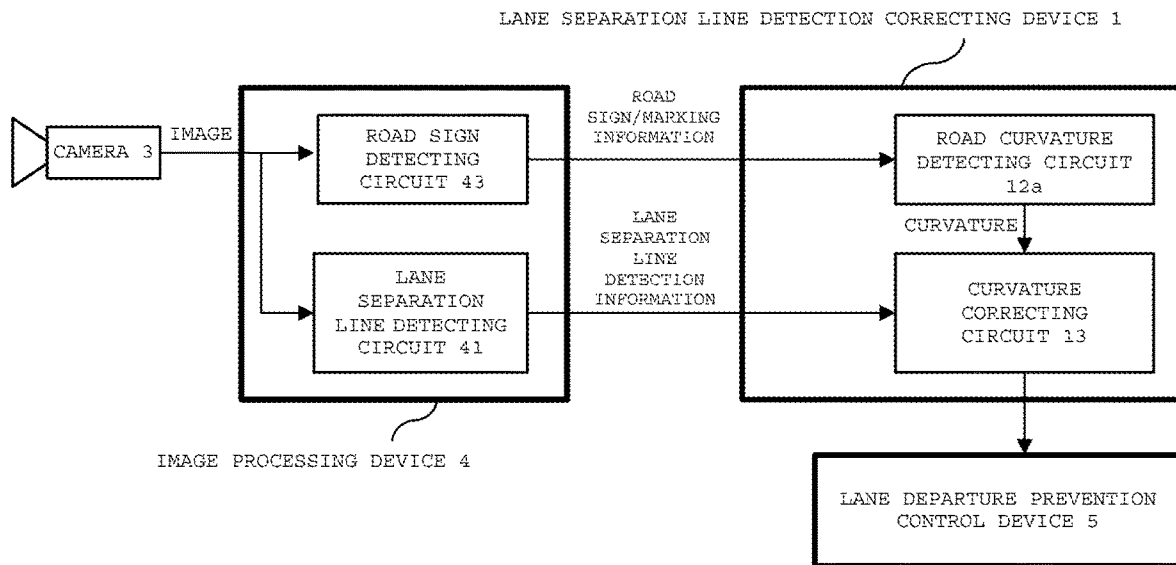 LANE SEPARATION LINE DETECTION CORRECTING DEVICE 1
CAMERA 3
IMAGE
ROAD SIGN
DETECTING
CIRCUIT 43
ROAD
SIGN/MARKING
INFORMATION
ROAD CURVATURE
DETECTING CIRCUIT
12a
CURVATURE
LANE
SEPARATION
LINE DETECTING
CIRCUIT 41
LANE
SEPARATION
LINE
DETECTION
INFORMATION
CURVATURE
CORRECTING
CIRCUIT 13
IMAGE PROCESSING DEVICE 4
LANE DEPARTURE PREVENTION
CONTROL DEVICE 5